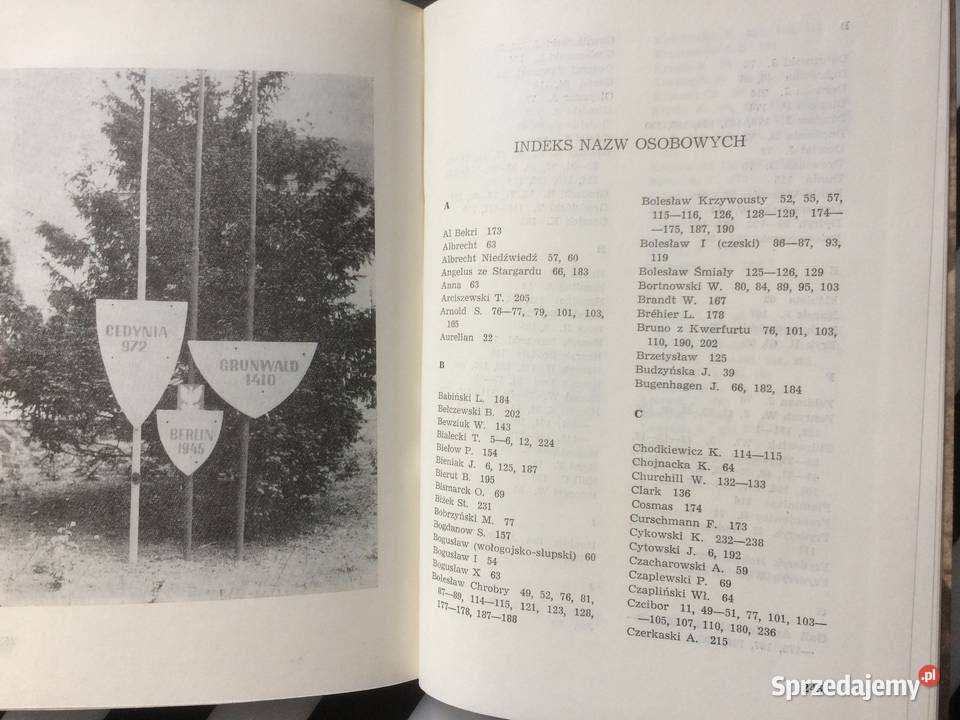 CEDYNIA
972
GRUNWALD
1410
BERLIN
1945
INDEKS NAZW OSOBOWYCH
A
Al Bekri 173
Albrecht 63
Albrecht Niedźwiedź 57, 60
Angelus ze Stargardu 66, 183
Anna 63
Arciszewski T. 205
Arnold S. 76—77, 79, 101, 103,
105
Aurelian 22
B
Babiński L. 184
Bełczewski B. 202
Bewziuk W. 143
Białecki T. 5—6, 12, 224
Biełow P. 154
Bieniak J. 6, 125, 187
Bierut B. 195
Bismarck O. 69
Biżek St. 231
Bobrzyński M. 77
Bogdanow S. 157
Bogusław (wołogojsko-słupski) 60
Bogusław I 54
Bogusław X 63
Bolesław Chrobry 49, 52, 76, 81,
87—89, 114—115, 121, 123, 128,
177—178, 187—188
Bolesław Krzywousty 52, 55, 57,
115—116, 126, 128—129, 174—
—175, 187, 190
Bolesław I (czeski) 86—87, 93,
119
Bolesław Śmiały 125—126, 129
Bortnowski W. 80, 84, 89, 95, 103
Brandt W. 167
Bréhier L. 178
Bruno z Kwerfurtu 76, 101, 103,
110, 190, 202
Brzetysław 125
Budzyńska J. 39
Bugenhagen J. 66, 182, 184
C
Chodkiewicz K. 114—115
Chojnacka K. 64
Churchill W. 132—133
Clark 136
Cosmas 174
Curschmann F. 173
Cykowski K. 232—238
Cytowski J. 6, 192
Czacharowski A. 59
Czaplewski P. 69
Czapliński Wł. 64
Czcibor 11, 49—51, 77, 101, 103—
—105, 107, 110, 180, 236
Czerkaski A. 215
Sprzedajemy.pl